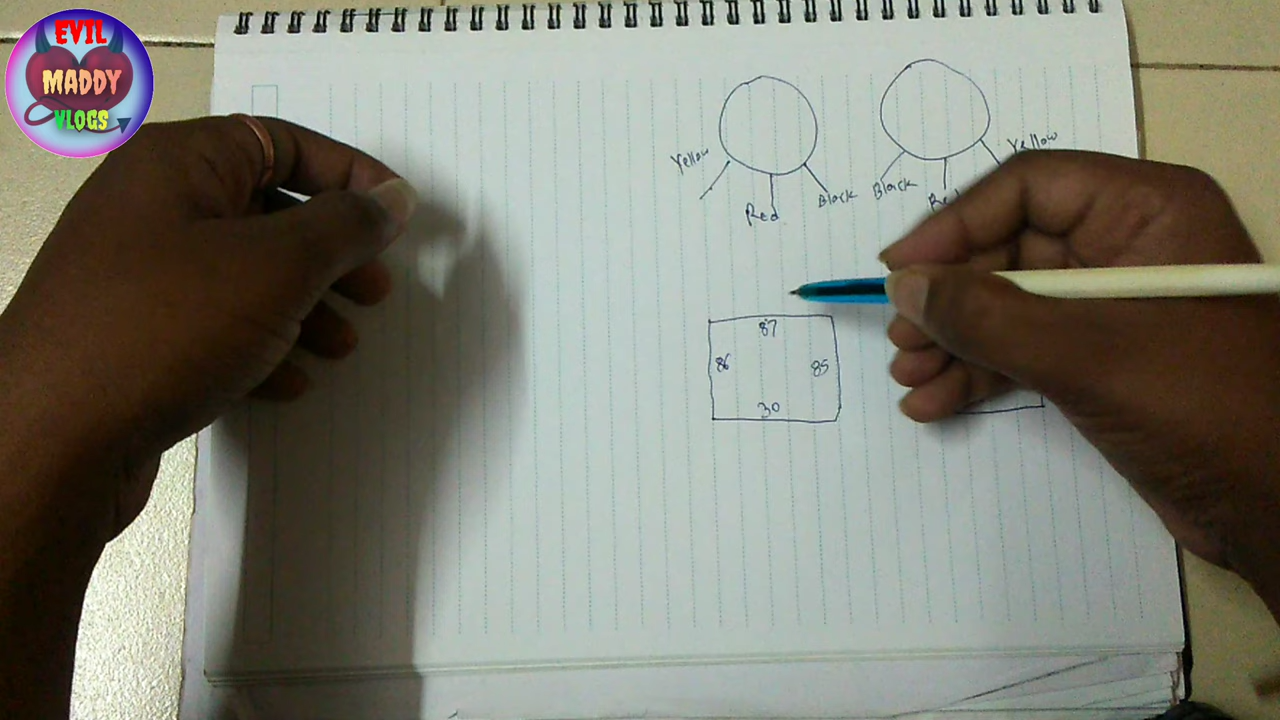 EVIL
MADDY
VLOGS
Yellow
Red
Black
Black
Yellow
87
86
85
30